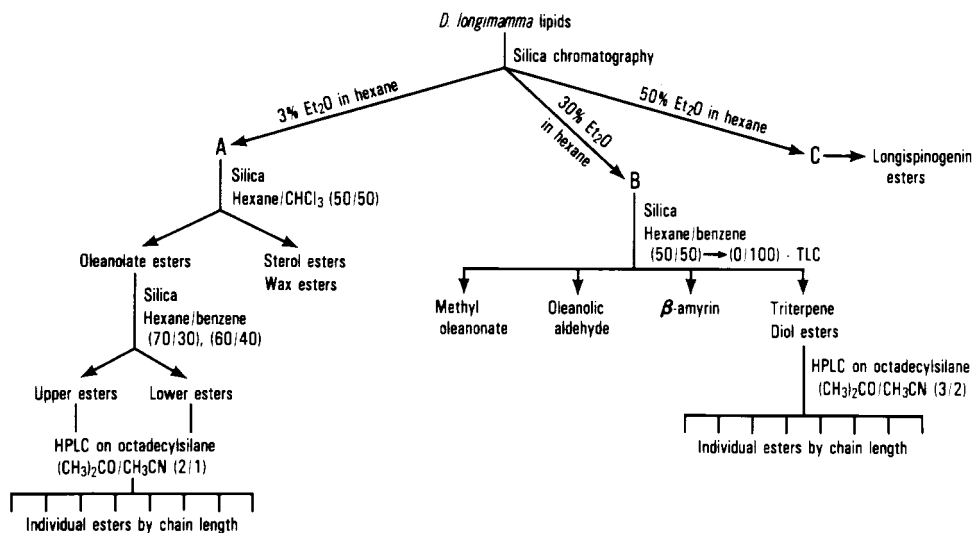 D. longimamma lipids
Silica chromatography
3% Et₂O in hexane
30% Et₂O
in hexane
50% Et₂O in hexane
A
Silica
Hexane/CHCl₃ (50/50)
Oleanolate esters
Sterol esters
Wax esters
Silica
Hexane/benzene
(70/30), (60/40)
Upper esters
Lower esters
HPLC on octadecylsilane
(CH₃)₂CO/CH₃CN (2/1)
Individual esters by chain length
B
Silica
Hexane/benzene
(50/50) → (0/100) - TLC
Methyl
oleanonate
Oleanolic
aldehyde
β-amyrin
Triterpene
Diol esters
HPLC on octadecylsilane
(CH₃)₂CO/CH₃CN (3/2)
Individual esters by chain length
C → Longispinogenin
esters